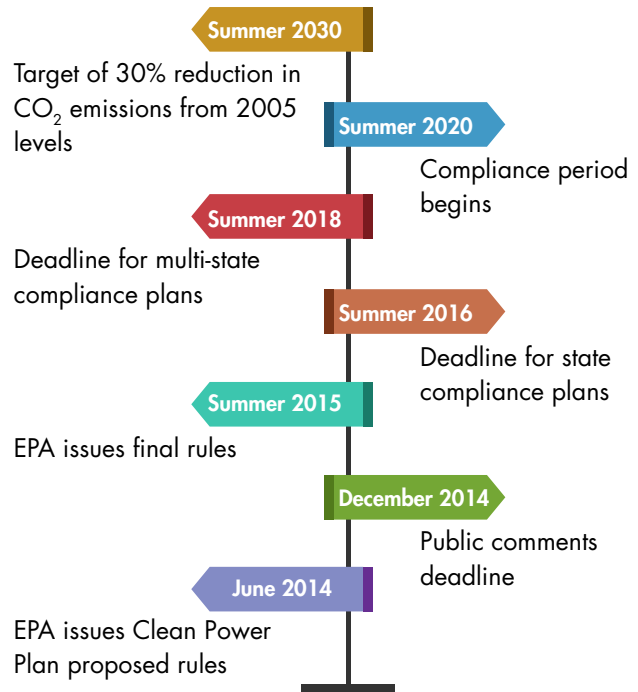 Summer 2030
Target of 30% reduction in
CO₂ emissions from 2005
levels
Summer 2020
Compliance period
begins
Summer 2018
Deadline for multi-state
compliance plans
Summer 2016
Deadline for state
compliance plans
Summer 2015
EPA issues final rules
December 2014
Public comments
deadline
June 2014
EPA issues Clean Power
Plan proposed rules